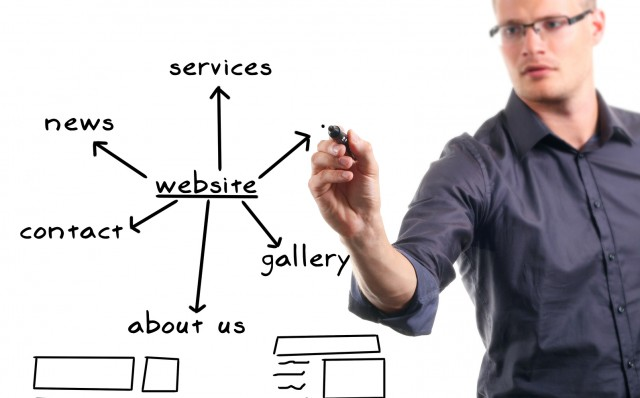 services
news
website
contact
gallery
about us